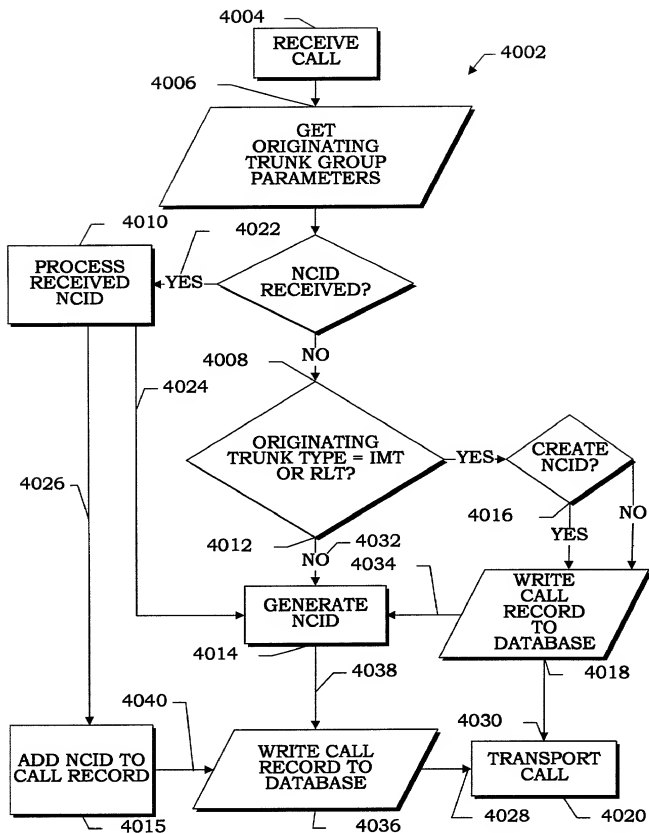 4004
RECEIVE
CALL
4002
4006
GET
ORIGINATING
TRUNK GROUP
PARAMETERS
4010
4022
PROCESS
RECEIVED
NCID
YES
NCID
RECEIVED?
NO
4008
4024
ORIGINATING
TRUNK TYPE = IMT
OR RLT?
YES
CREATE
NCID?
4026
4016
NO
YES
4012
4032
NO
4034
GENERATE
NCID
WRITE
CALL
RECORD
TO
DATABASE
4014
4018
4038
4040
4030
ADD NCID TO
CALL RECORD
WRITE CALL
RECORD TO
DATABASE
TRANSPORT
CALL
4015
4036
4028
4020